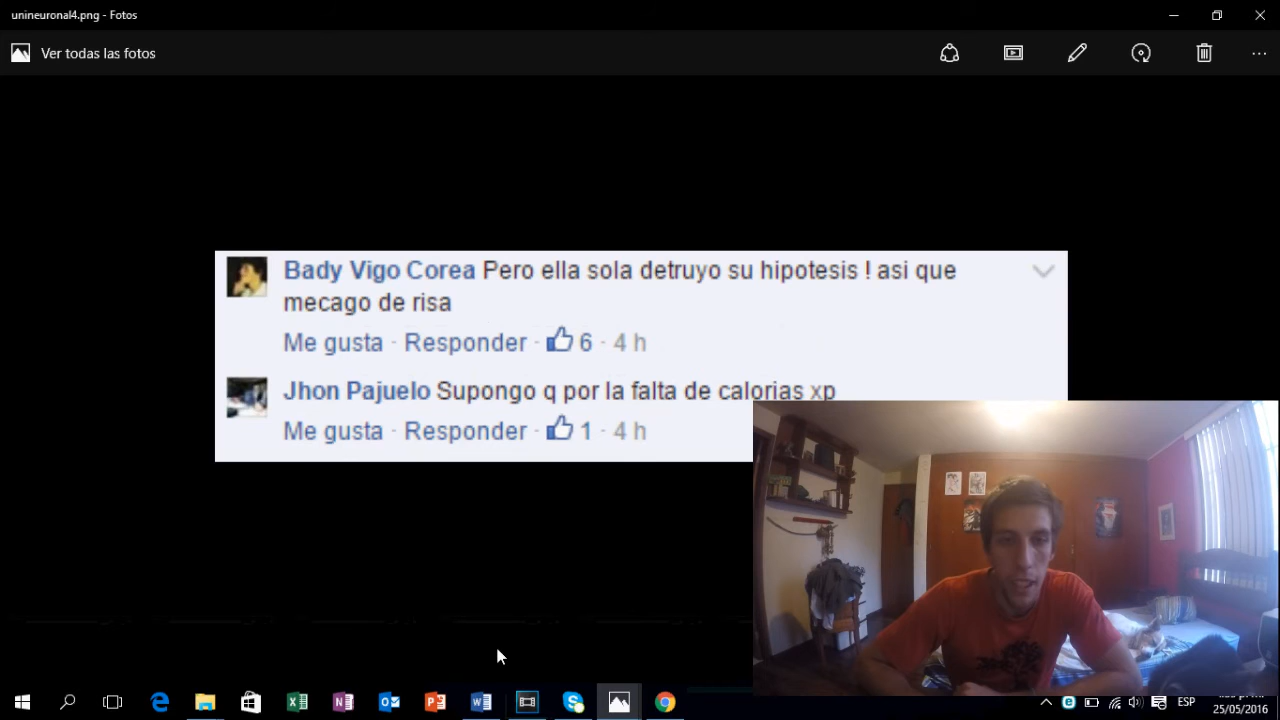 unineuronal4.png - Fotos
Ver todas las fotos
Bady Vigo Corea Pero ella sola detruyo su hipotesis ! asi que
mecago de risa
Me gusta · Responder · 6 · 4 h
Jhon Pajuelo Supongo q por la falta de calorias xp
Me gusta · Responder · 1 · 4 h
ESP
25/05/2016